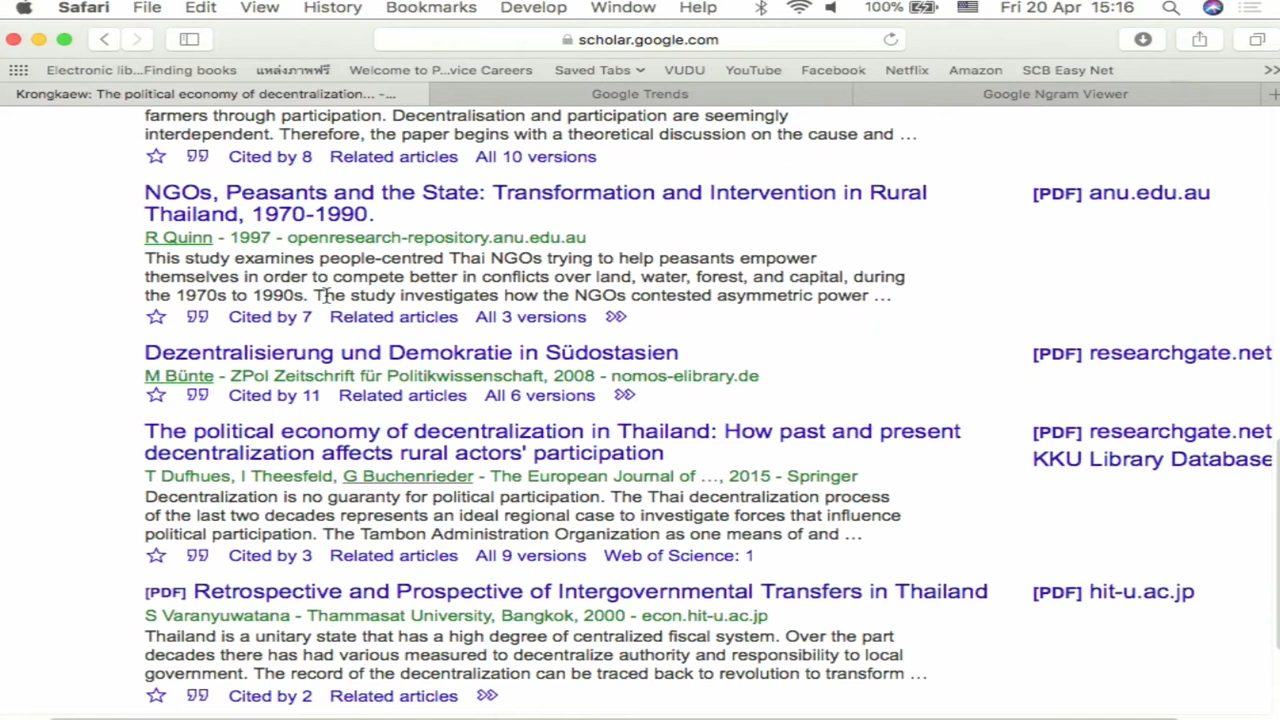 Safari File Edit View History Bookmarks Develop Window Help 100% Fri 20 Apr 15:16
scholar.google.com
Electronic lib...Finding books แหล่งภาพฟรี Welcome to P...vice Careers Saved Tabs VUDU YouTube Facebook Netflix Amazon SCB Easy Net
Krongkaew: The political economy of decentralization... -... Google Trends Google Ngram Viewer
farmers through participation. Decentralisation and participation are seemingly
interdependent. Therefore, the paper begins with a theoretical discussion on the cause and ...
Cited by 8 Related articles All 10 versions
NGOs, Peasants and the State: Transformation and Intervention in Rural [PDF] anu.edu.au
Thailand, 1970-1990.
R Quinn - 1997 - openresearch-repository.anu.edu.au
This study examines people-centred Thai NGOs trying to help peasants empower
themselves in order to compete better in conflicts over land, water, forest, and capital, during
the 1970s to 1990s. The study investigates how the NGOs contested asymmetric power ...
Cited by 7 Related articles All 3 versions
Dezentralisierung und Demokratie in Südostasien [PDF] researchgate.net
M Bünte - ZPol Zeitschrift für Politikwissenschaft, 2008 - nomos-elibrary.de
Cited by 11 Related articles All 6 versions
The political economy of decentralization in Thailand: How past and present [PDF] researchgate.net
decentralization affects rural actors' participation KKU Library Database
T Dufhues, I Theesfeld, G Buchenrieder - The European Journal of ..., 2015 - Springer
Decentralization is no guaranty for political participation. The Thai decentralization process
of the last two decades represents an ideal regional case to investigate forces that influence
political participation. The Tambon Administration Organization as one means of and ...
Cited by 3 Related articles All 9 versions Web of Science: 1
[PDF] Retrospective and Prospective of Intergovernmental Transfers in Thailand [PDF] hit-u.ac.jp
S Varanyuwatana - Thammasat University, Bangkok, 2000 - econ.hit-u.ac.jp
Thailand is a unitary state that has a high degree of centralized fiscal system. Over the part
decades there has had various measured to decentralize authority and responsibility to local
government. The record of the decentralization can be traced back to revolution to transform ...
Cited by 2 Related articles